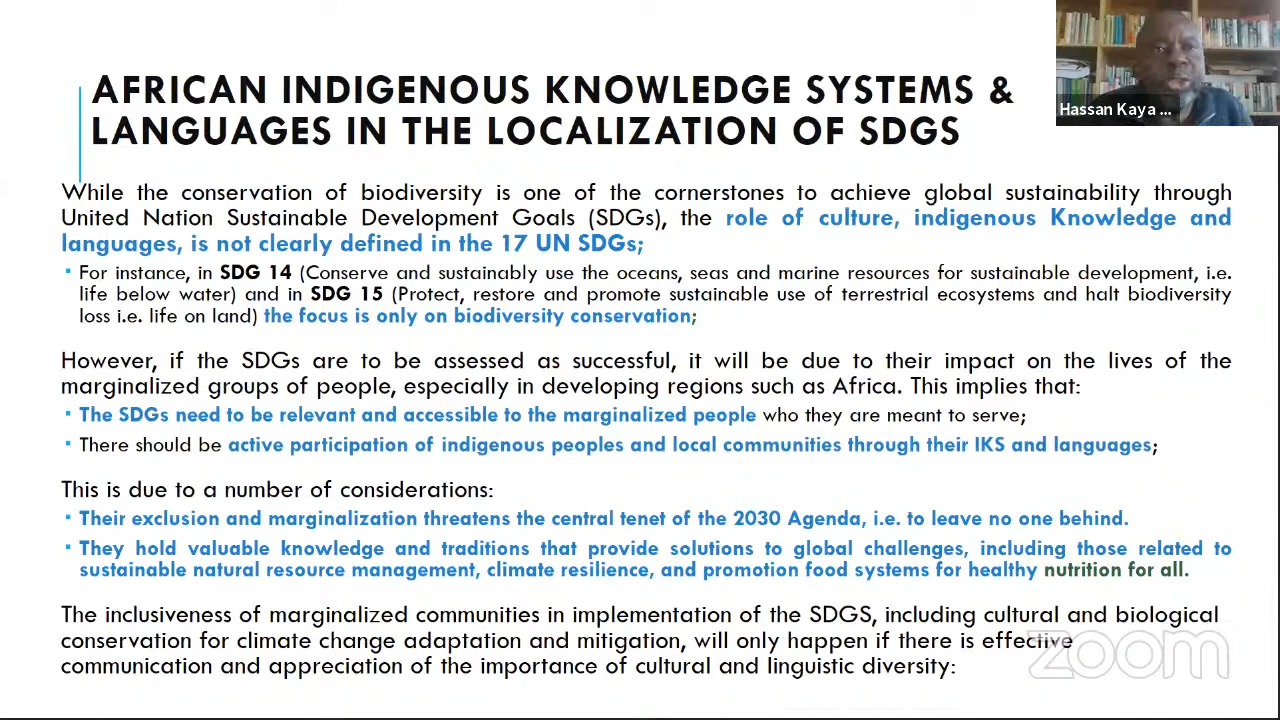 AFRICAN INDIGENOUS KNOWLEDGE SYSTEMS &
LANGUAGES IN THE LOCALIZATION OF SDGS
Hassan Kaya ...
While the conservation of biodiversity is one of the cornerstones to achieve global sustainability through
United Nation Sustainable Development Goals (SDGs), the role of culture, indigenous Knowledge and
languages, is not clearly defined in the 17 UN SDGs;
▪ For instance, in SDG 14 (Conserve and sustainably use the oceans, seas and marine resources for sustainable development, i.e.
life below water) and in SDG 15 (Protect, restore and promote sustainable use of terrestrial ecosystems and halt biodiversity
loss i.e. life on land) the focus is only on biodiversity conservation;
However, if the SDGs are to be assessed as successful, it will be due to their impact on the lives of the
marginalized groups of people, especially in developing regions such as Africa. This implies that:
▪ The SDGs need to be relevant and accessible to the marginalized people who they are meant to serve;
▪ There should be active participation of indigenous peoples and local communities through their IKS and languages;
This is due to a number of considerations:
▪ Their exclusion and marginalization threatens the central tenet of the 2030 Agenda, i.e. to leave no one behind.
▪ They hold valuable knowledge and traditions that provide solutions to global challenges, including those related to
sustainable natural resource management, climate resilience, and promotion food systems for healthy nutrition for all.
The inclusiveness of marginalized communities in implementation of the SDGS, including cultural and biological
conservation for climate change adaptation and mitigation, will only happen if there is effective
communication and appreciation of the importance of cultural and linguistic diversity:
zoom